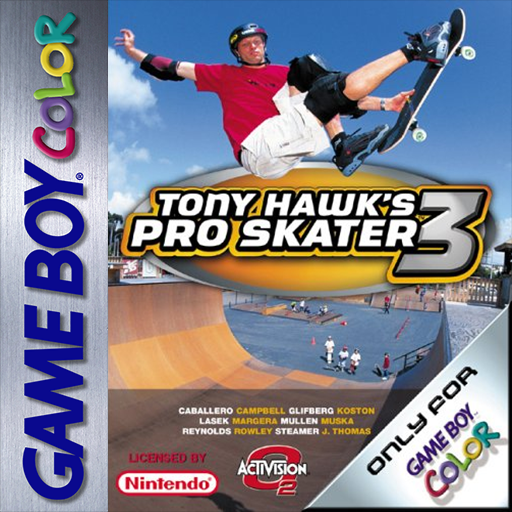 GAME BOY COLOR
TONY HAWK'S
PRO SKATER 3
CABALLERO CAMPBELL GLIFBERG KOSTON
LASEK MARGERA MULLEN MUSKA
REYNOLDS ROWLEY STEAMER J. THOMAS
LICENSED BY
Nintendo
ACTIVISION
O2
ONLY FOR
GAME BOY
COLOR